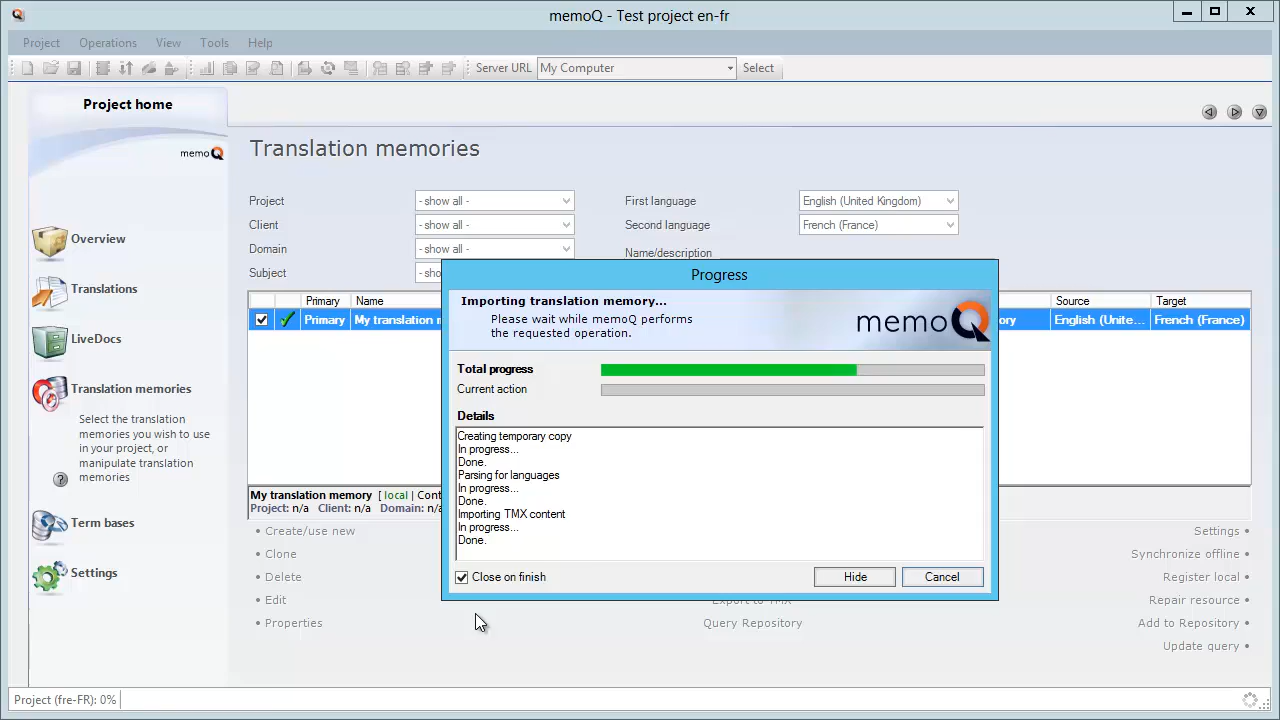 memoQ - Test project en-fr
Project Operations View Tools Help
Server URL My Computer Select
Project home
memoQ
Translation memories
Project - show all - First language English (United Kingdom)
Client - show all - Second language French (France)
Domain - show all - Name/description
Subject
Primary Name Source Target
Primary My translation English (Unite... French (France)
Overview
Translations
LiveDocs
Translation memories
Select the translation
memories you wish to use
in your project, or
manipulate translation
memories
Term bases
Settings
Progress
Importing translation memory...
Please wait while memoQ performs
the requested operation.
memoQ
Total progress
Current action
Details
Creating temporary copy
In progress...
Done.
Parsing for languages
In progress...
Done.
Importing TMX content
In progress...
Done.
Close on finish Hide Cancel
My translation memory [ local | Cont
Project: n/a Client: n/a Domain: n/a
• Create/use new
• Clone
• Delete
• Edit
• Properties
Export to TMX
Query Repository
Settings •
Synchronize offline •
Register local •
Repair resource •
Add to Repository •
Update query •
Project (fre-FR): 0%